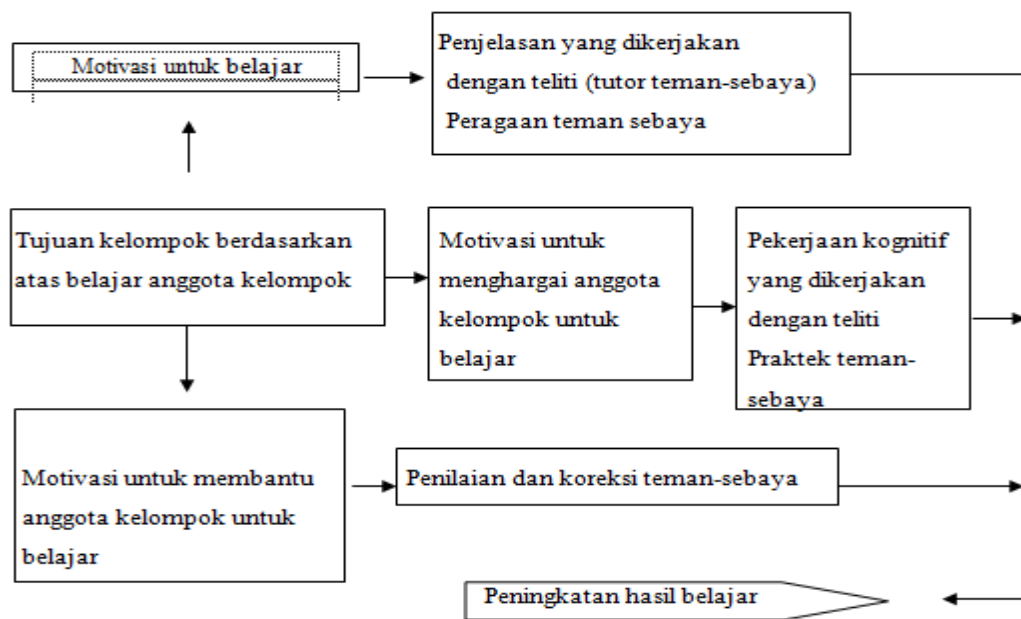 Motivasi untuk belajar
Penjelasan yang dikerjakan
dengan teliti (tutor teman-sebaya)
Peragaan teman sebaya
Tujuan kelompok berdasarkan
atas belajar anggota kelompok
Motivasi untuk
menghargai anggota
kelompok untuk
belajar
Pekerjaan kognitif
yang dikerjakan
dengan teliti
Praktek teman-
sebaya
Motivasi untuk membantu
anggota kelompok untuk
belajar
Penilaian dan koreksi teman-sebaya
Peningkatan hasil belajar